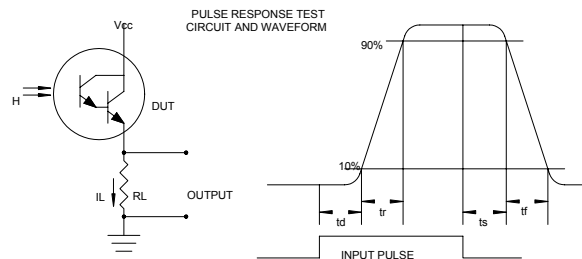 PULSE RESPONSE TEST
CIRCUIT AND WAVEFORM
Vcc
90%
DUT
H
10%
IL
RL
OUTPUT
td
tr
ts
tf
INPUT PULSE